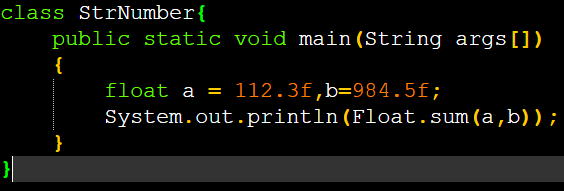 class StrNumber{
    public static void main(String args[])
    {
        float a = 112.3f,b=984.5f;
        System.out.println(Float.sum(a,b));
    }
}